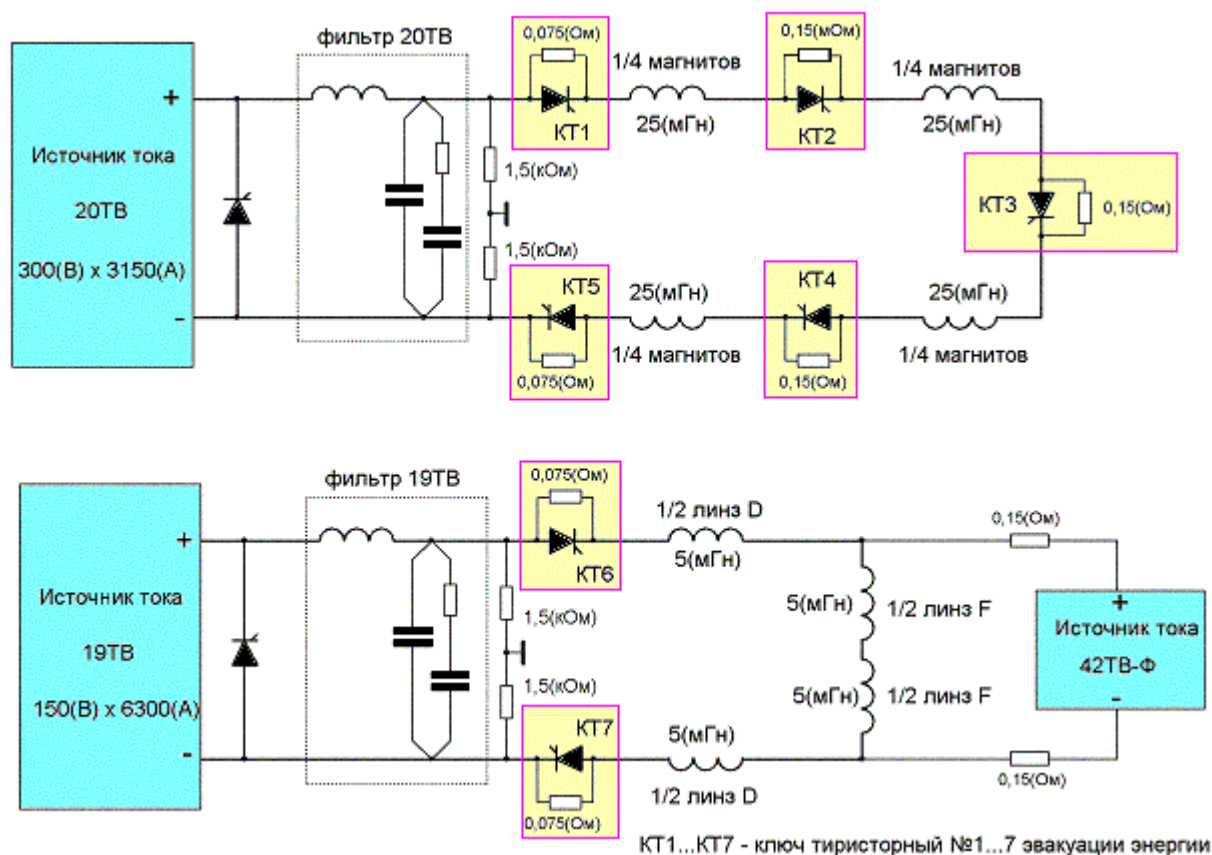 фильтр 20ТВ
0,075(Ом)
КТ1
1/4 магнитов
25(мГн)
0,15(мОм)
КТ2
1/4 магнитов
25(мГн)
+
Источник тока
20ТВ
300(В) x 3150(А)
-
1,5(кОм)
1,5(кОм)
КТ3
0,15(Ом)
КТ5
0,075(Ом)
25(мГн)
1/4 магнитов
КТ4
0,15(Ом)
25(мГн)
1/4 магнитов
фильтр 19ТВ
0,075(Ом)
КТ6
1/2 линз D
5(мГн)
0,15(Ом)
+
Источник тока
19ТВ
150(В) x 6300(А)
-
1,5(кОм)
1,5(кОм)
5(мГн)
1/2 линз F
5(мГн)
1/2 линз F
+
Источник тока
42ТВ-Ф
-
КТ7
0,075(Ом)
5(мГн)
1/2 линз D
0,15(Ом)
КТ1...КТ7 - ключ тиристорный №1...7 эвакуации энергии